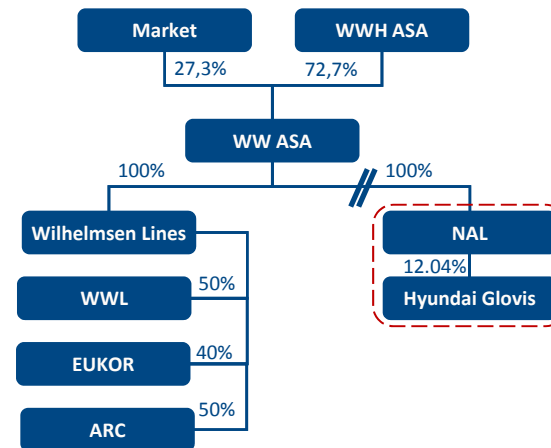 Market
WWH ASA
27,3%
72,7%
WW ASA
100%
100%
Wilhelmsen Lines
NAL
12.04%
WWL
50%
Hyundai Glovis
EUKOR
40%
ARC
50%